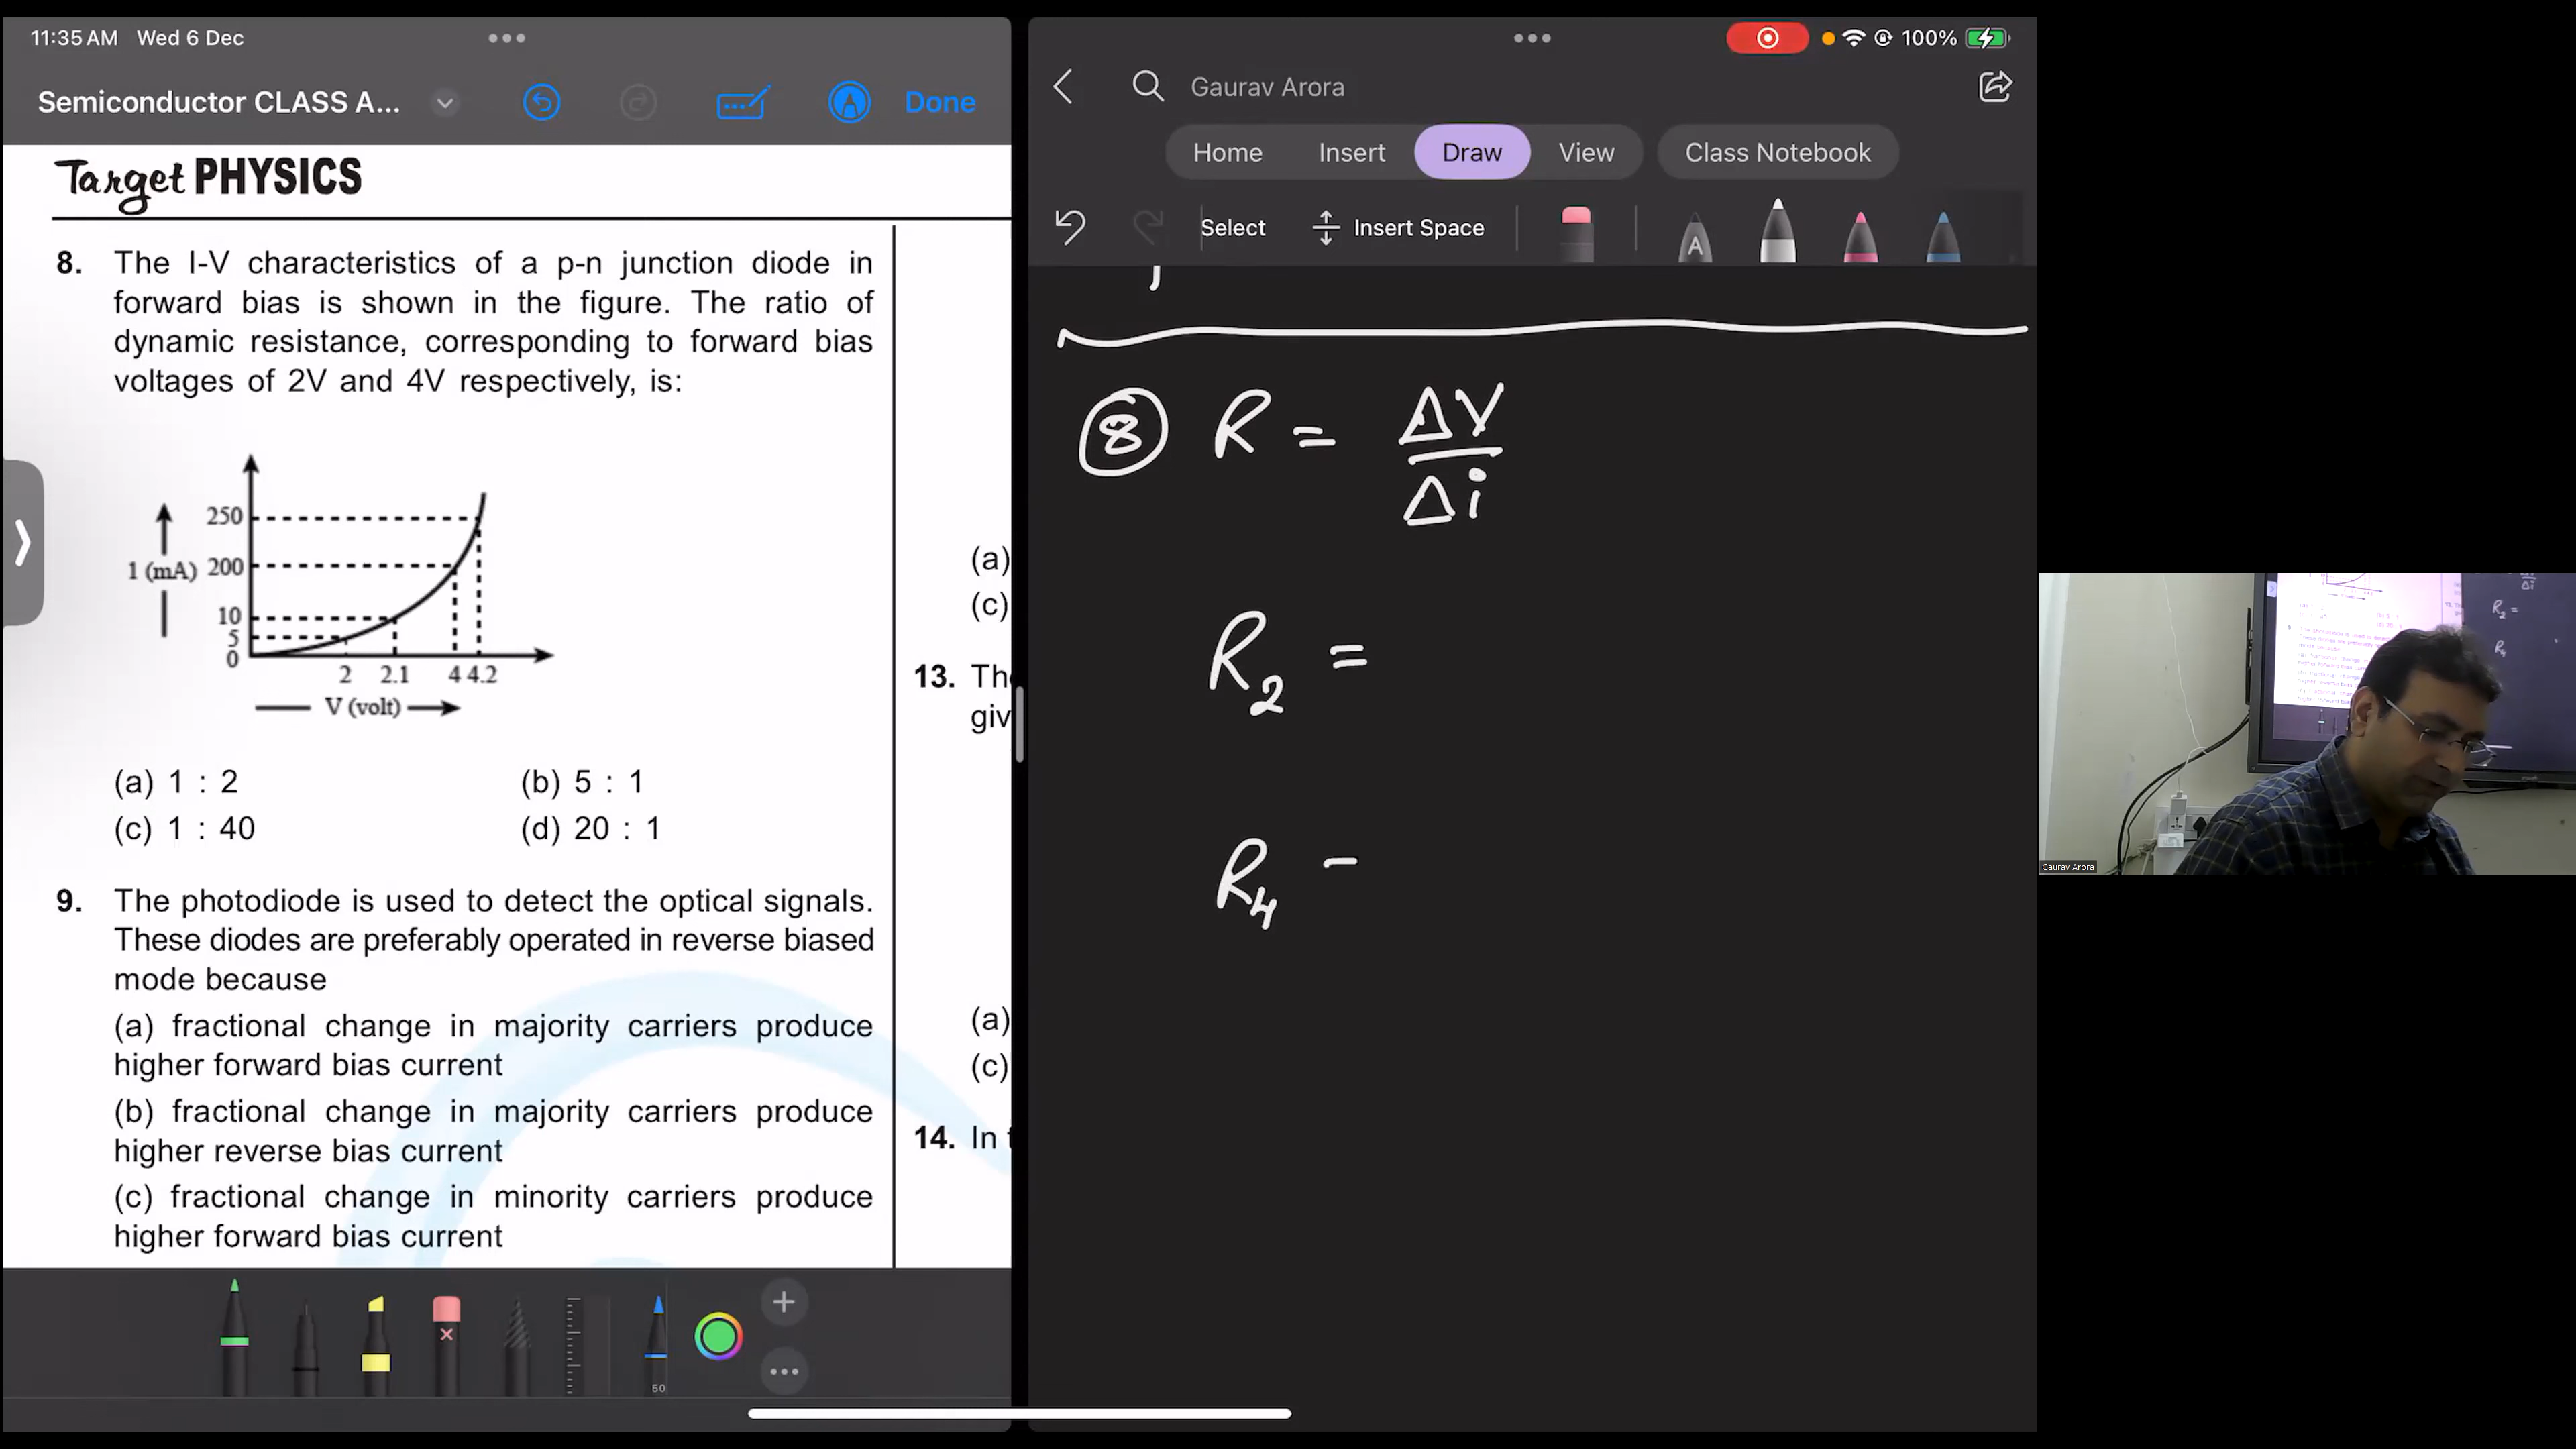 11:35 AM Wed 6 Dec
Semiconductor CLASS A...
Done
Target PHYSICS
8. The I-V characteristics of a p-n junction diode in
forward bias is shown in the figure. The ratio of
dynamic resistance, corresponding to forward bias
voltages of 2V and 4V respectively, is:
250
1 (mA) 200
10
5
0
2 2.1 4 4.2
V (volt)
(a) 1 : 2 (b) 5 : 1
(c) 1 : 40 (d) 20 : 1
9. The photodiode is used to detect the optical signals.
These diodes are preferably operated in reverse biased
mode because
(a) fractional change in majority carriers produce
higher forward bias current
(b) fractional change in majority carriers produce
higher reverse bias current
(c) fractional change in minority carriers produce
higher forward bias current
(a)
(c)
13. Th
giv
(a)
(c)
14. In
50
100%
Gaurav Arora
Home Insert Draw View Class Notebook
Select Insert Space
A
8 R = ΔV
Δi
R2 =
R4 -
Gaurav Arora